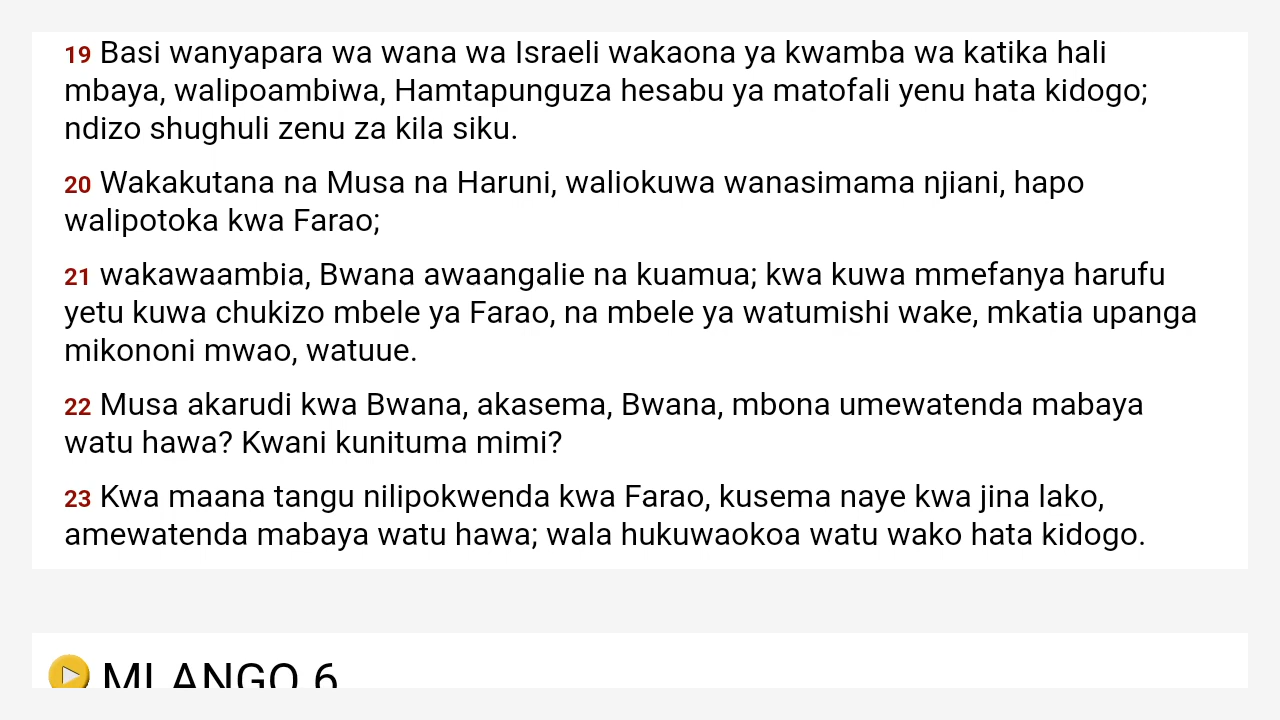 19 Basi wanyapara wa wana wa Israeli wakaona ya kwamba wa katika hali
mbaya, walipoambiwa, Hamtapunguza hesabu ya matofali yenu hata kidogo;
ndizo shughuli zenu za kila siku.
20 Wakakutana na Musa na Haruni, waliokuwa wanasimama njiani, hapo
walipotoka kwa Farao;
21 wakawaambia, Bwana awaangalie na kuamua; kwa kuwa mmefanya harufu
yetu kuwa chukizo mbele ya Farao, na mbele ya watumishi wake, mkatia upanga
mikononi mwao, watuue.
22 Musa akarudi kwa Bwana, akasema, Bwana, mbona umewatenda mabaya
watu hawa? Kwani kunituma mimi?
23 Kwa maana tangu nilipokwenda kwa Farao, kusema naye kwa jina lako,
amewatenda mabaya watu hawa; wala hukuwaokoa watu wako hata kidogo.
MLANGO 6